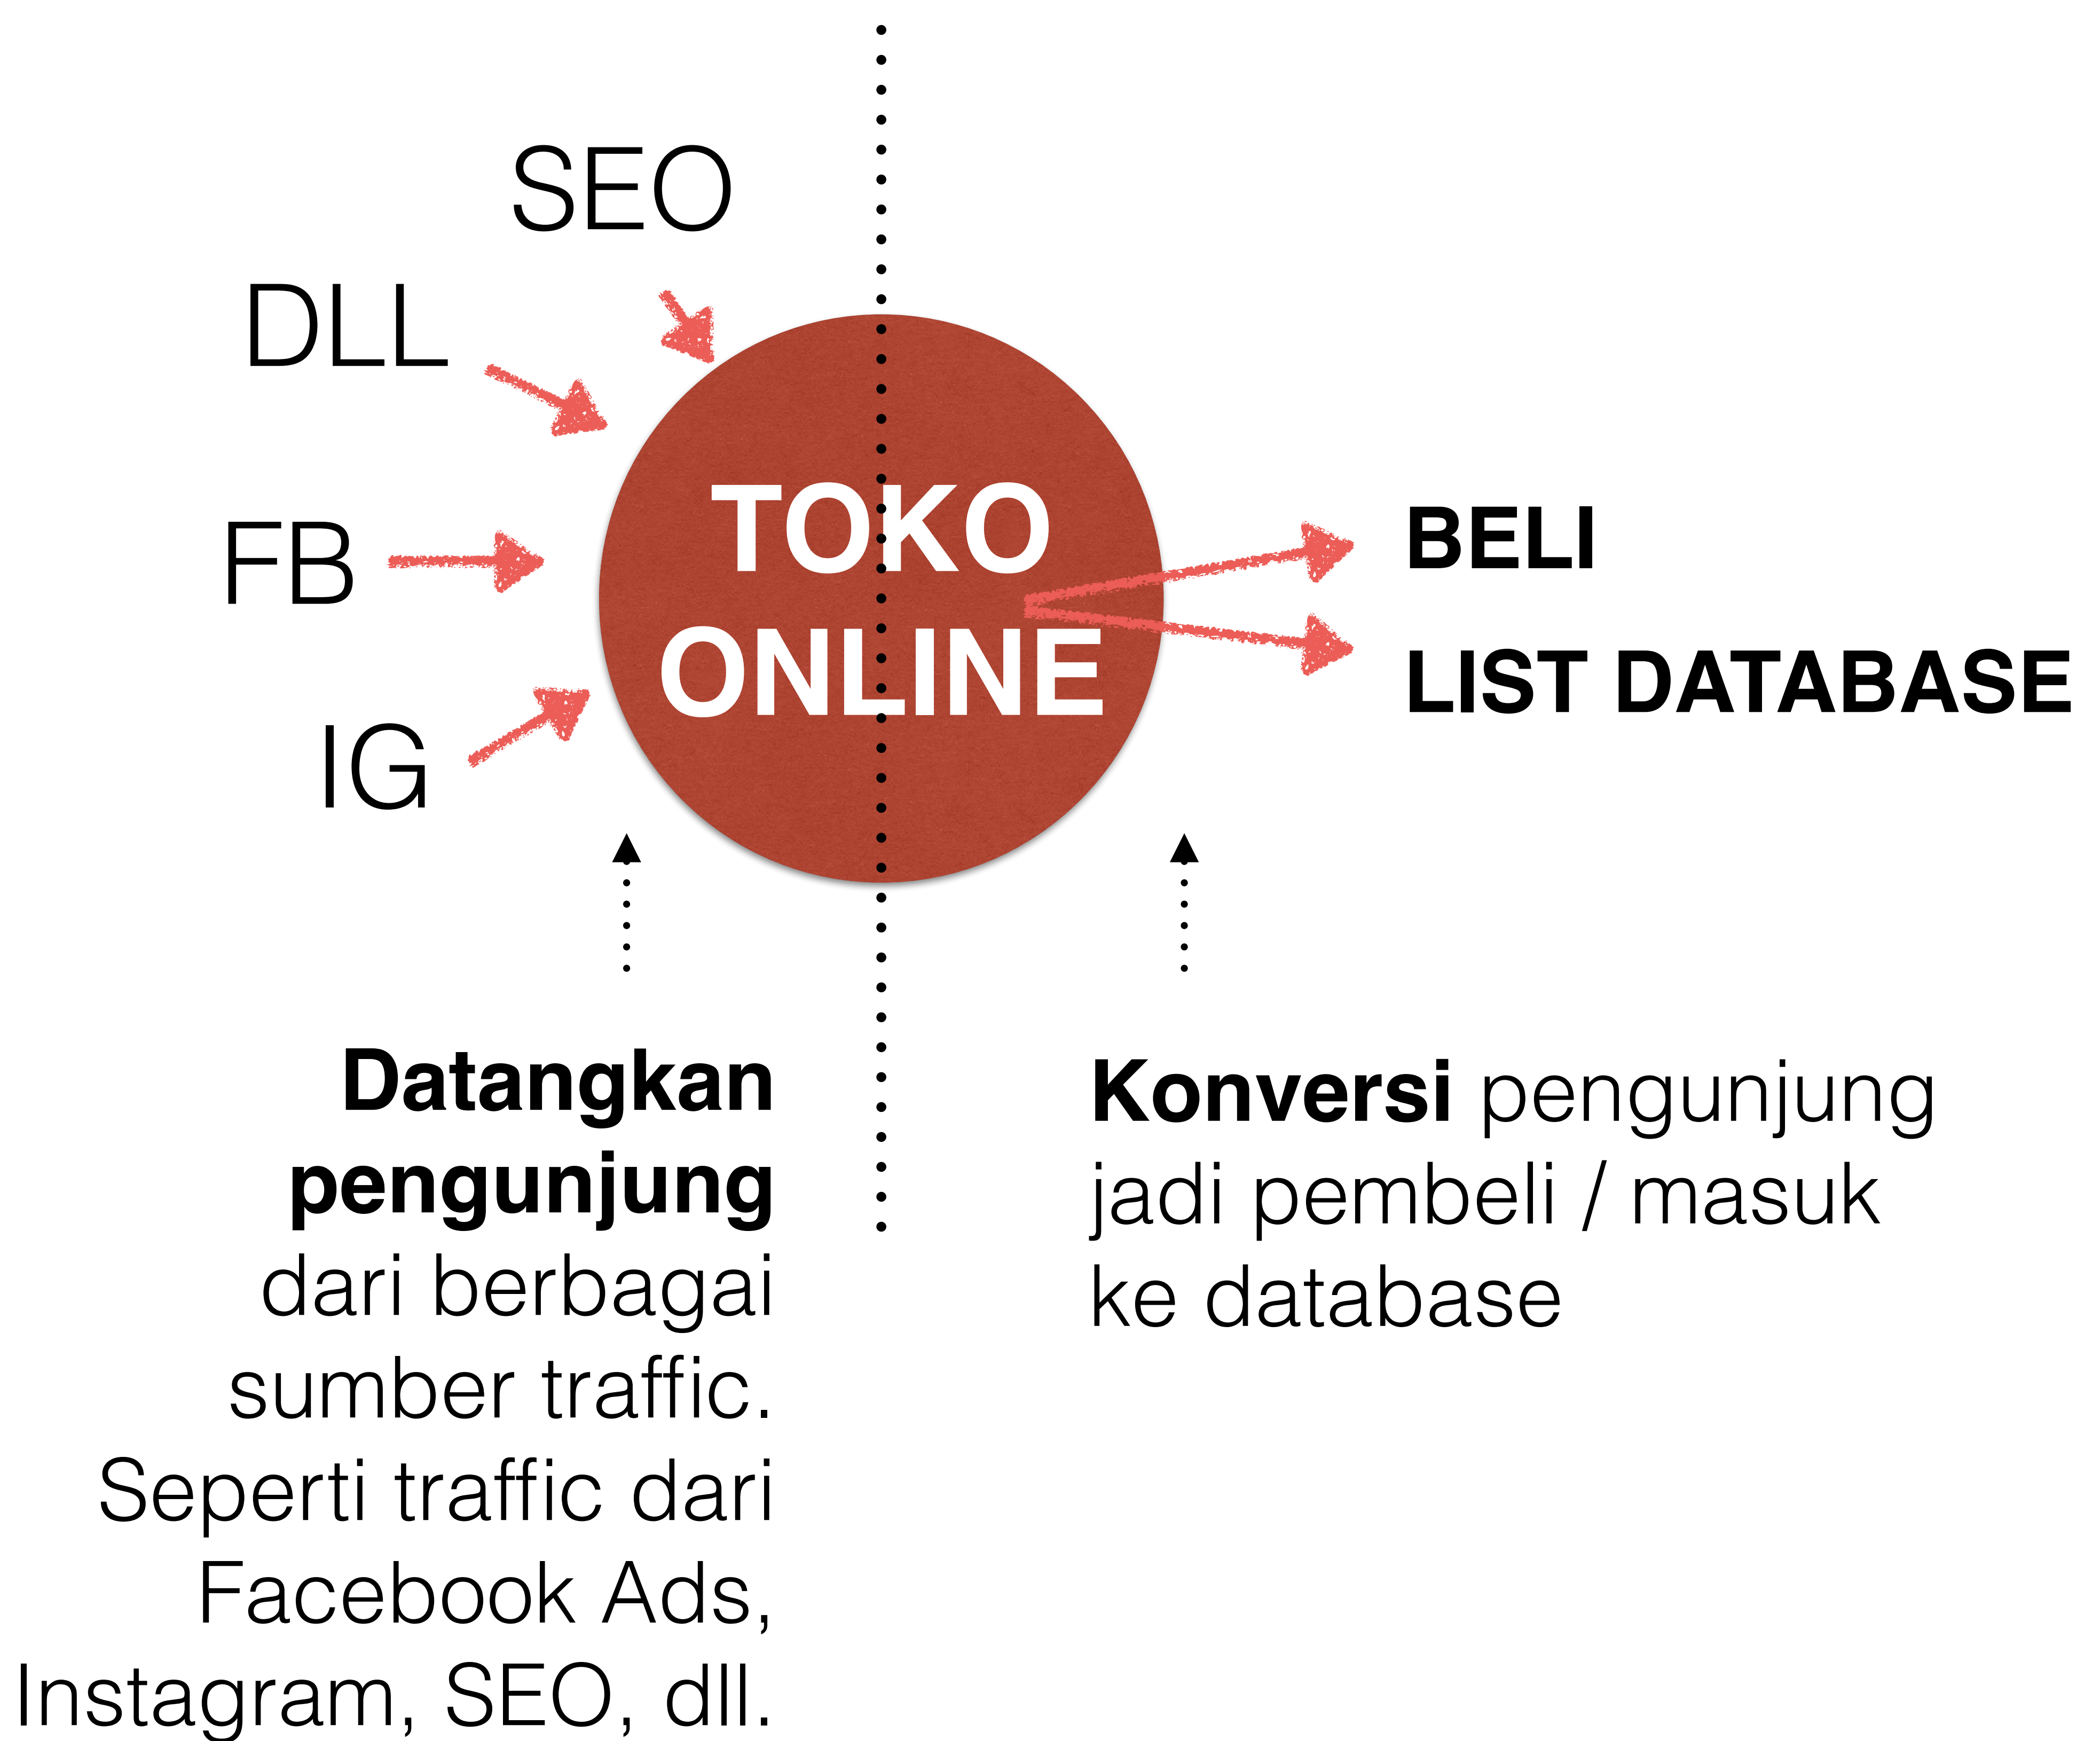 SEO
DLL
FB
IG
TOKO
ONLINE
BELI
LIST DATABASE
Datangkan
pengunjung
dari berbagai
sumber traffic.
Seperti traffic dari
Facebook Ads,
Instagram, SEO, dll.
Konversi pengunjung
jadi pembeli / masuk
ke database